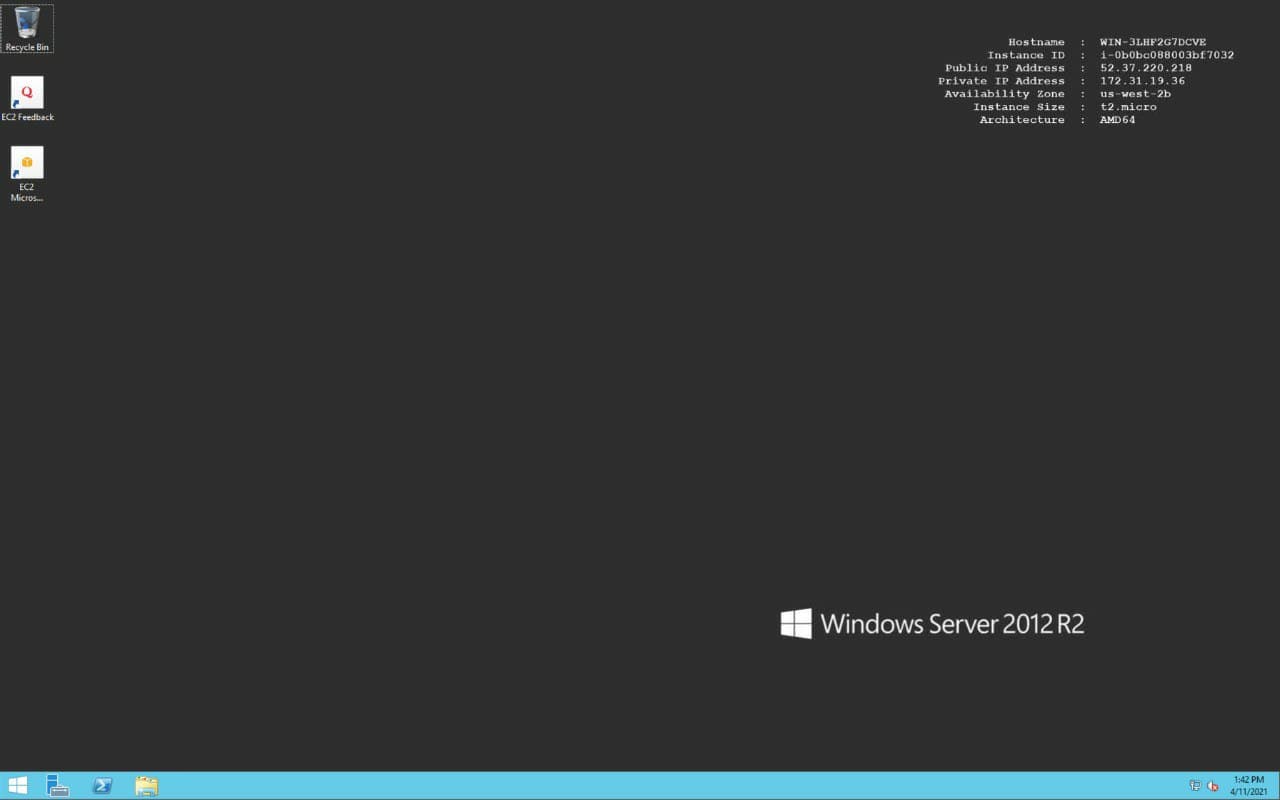 Recycle Bin
EC2 Feedback
EC2
Micros...
Hostname : WIN-3LHF2G7DCVE
Instance ID : i-0b0bc088003bf7032
Public IP Address : 52.37.220.218
Private IP Address : 172.31.19.36
Availability Zone : us-west-2b
Instance Size : t2.micro
Architecture : AMD64
Windows Server 2012 R2
1:42 PM
4/11/2021